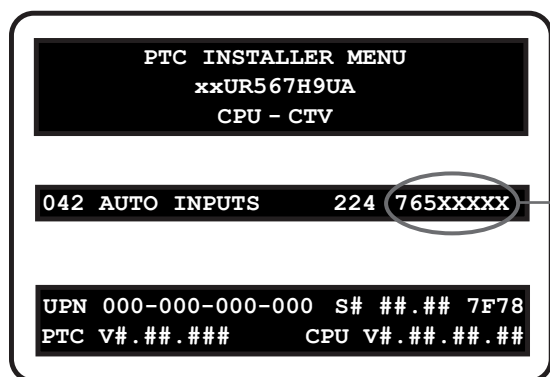 PTC INSTALLER MENU
xxUR567H9UA
CPU – CTV
042 AUTO INPUTS 224 765XXXXX
UPN 000-000-000-000 S# ##.## 7F78
PTC V#.##.### CPU V#.##.##.##